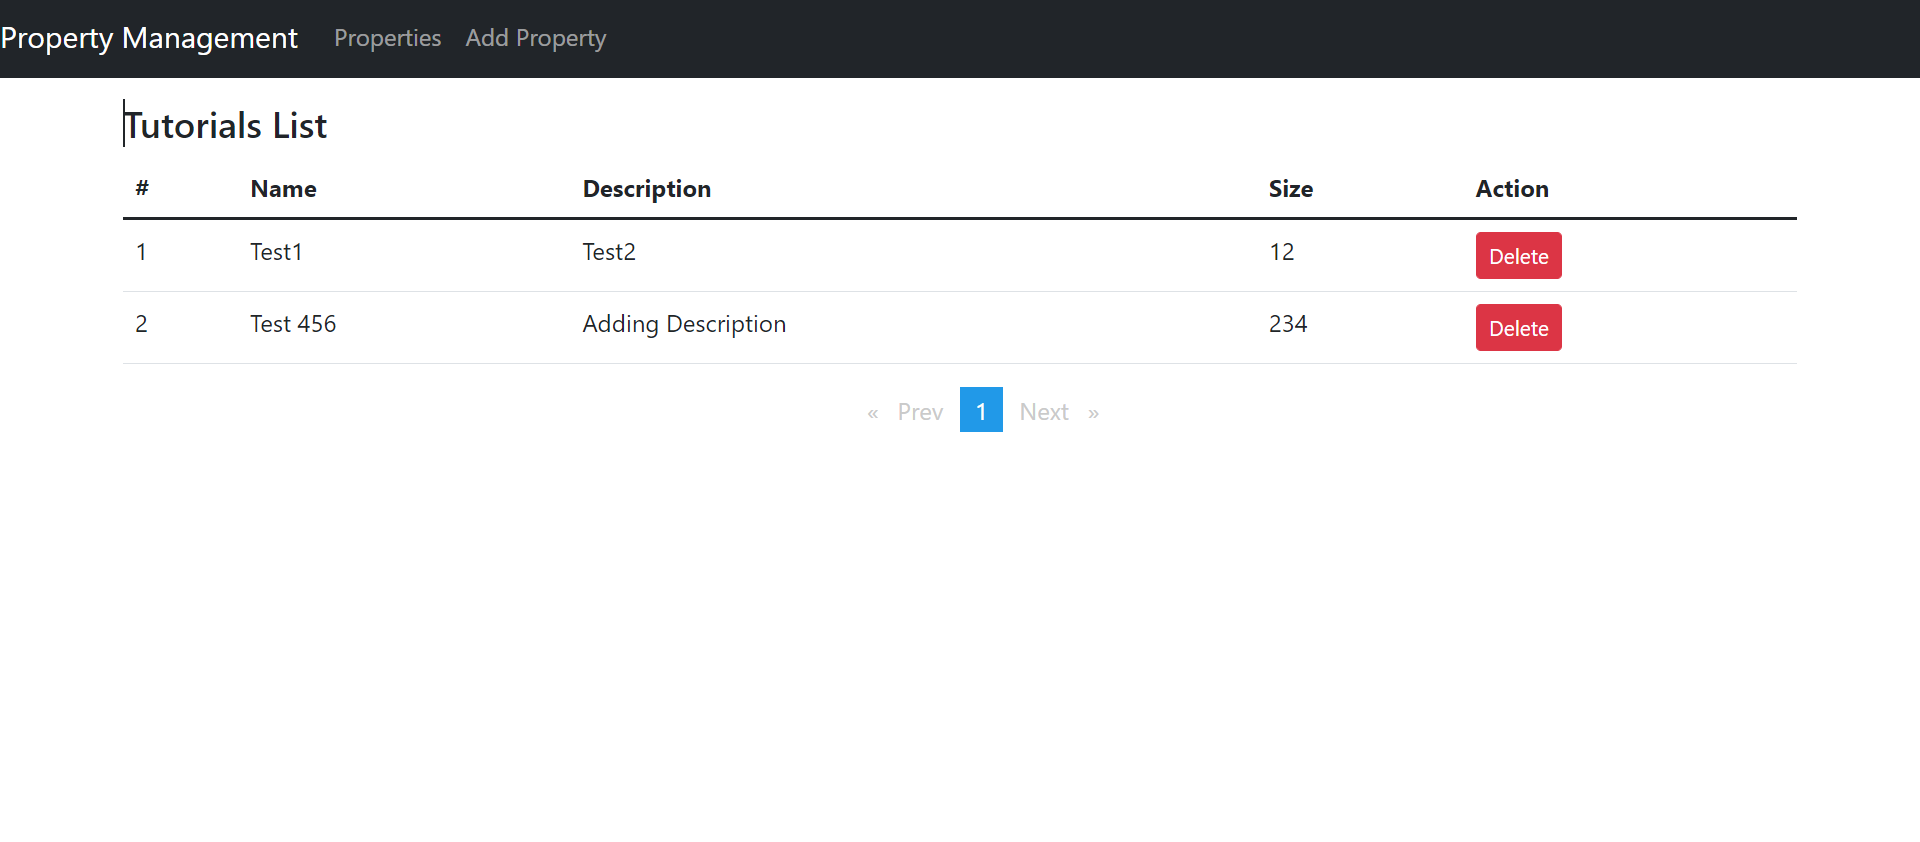 Property Management Properties Add Property
Tutorials List
# Name Description Size Action
1 Test1 Test2 12 Delete
2 Test 456 Adding Description 234 Delete
« Prev 1 Next »